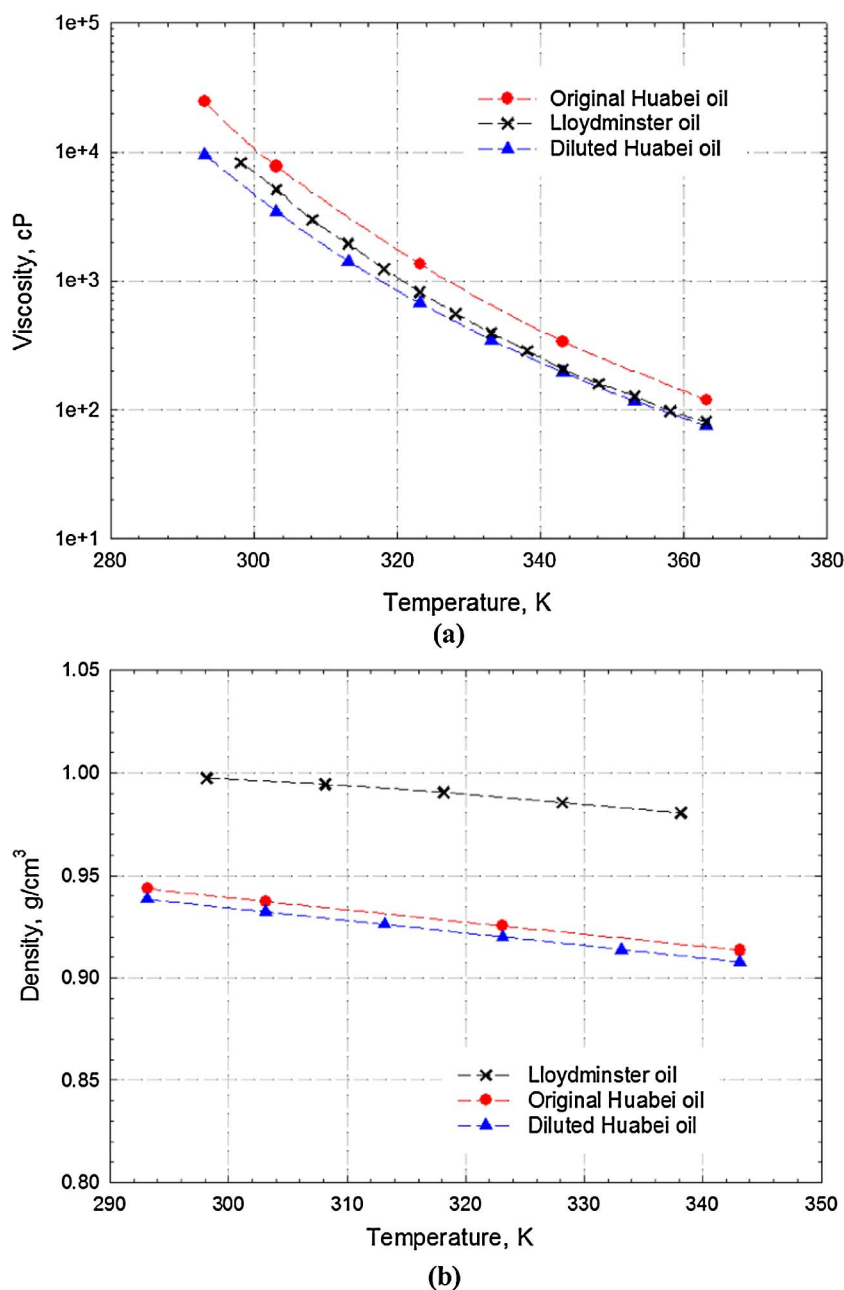 1e+5
Original Huabei oil
Lloydminster oil
Diluted Huabei oil
1e+4
Viscosity, cP
1e+3
1e+2
1e+1
280 300 320 340 360 380
Temperature, K
(a)
1.05
1.00
Density, g/cm³
0.95
0.90
0.85
Lloydminster oil
Original Huabei oil
Diluted Huabei oil
0.80
290 300 310 320 330 340 350
Temperature, K
(b)